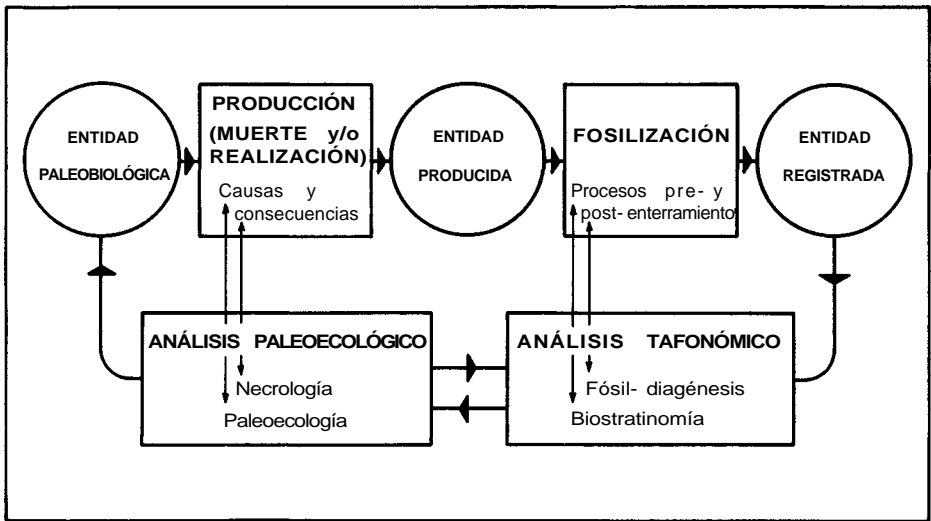 ENTIDAD
PALEOBIOLÓGICA
PRODUCCIÓN
(MUERTE y/o
REALIZACIÓN)
Causas y
consecuencias
ENTIDAD
PRODUCIDA
FOSILIZACIÓN
Procesos pre- y
post- enterramiento
ENTIDAD
REGISTRADA
ANÁLISIS PALEOECOLÓGICO
Necrología
Paleoecología
ANÁLISIS TAFONÓMICO
Fósil- diagénesis
Biostratinomía